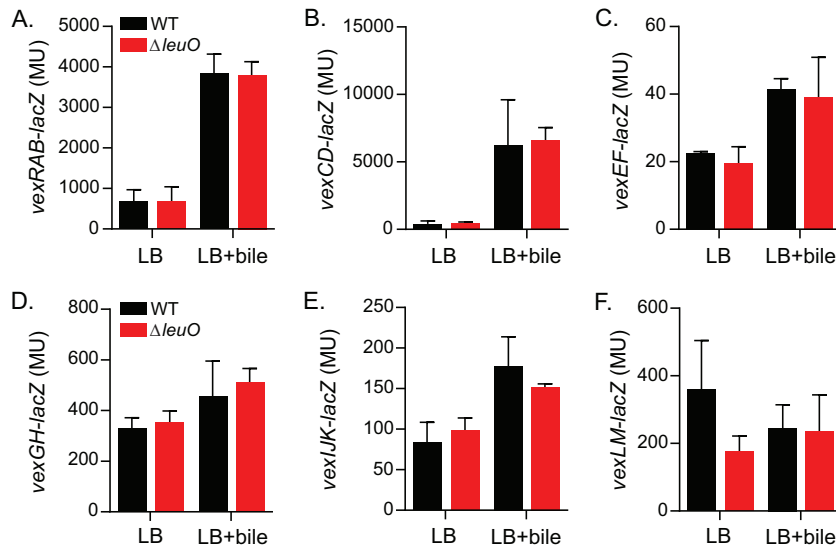 A.
vexRAB-lacZ (MU)
5000
4000
3000
2000
1000
0
WT
ΔleuO
LB
LB+bile
B.
vexCD-lacZ (MU)
15000
10000
5000
0
LB
LB+bile
C.
vexEF-lacZ (MU)
60
40
20
0
LB
LB+bile
D.
vexGH-lacZ (MU)
800
600
400
200
0
WT
ΔleuO
LB
LB+bile
E.
vexIJK-lacZ (MU)
250
200
150
100
50
0
LB
LB+bile
F.
vexLM-lacZ (MU)
600
400
200
0
LB
LB+bile